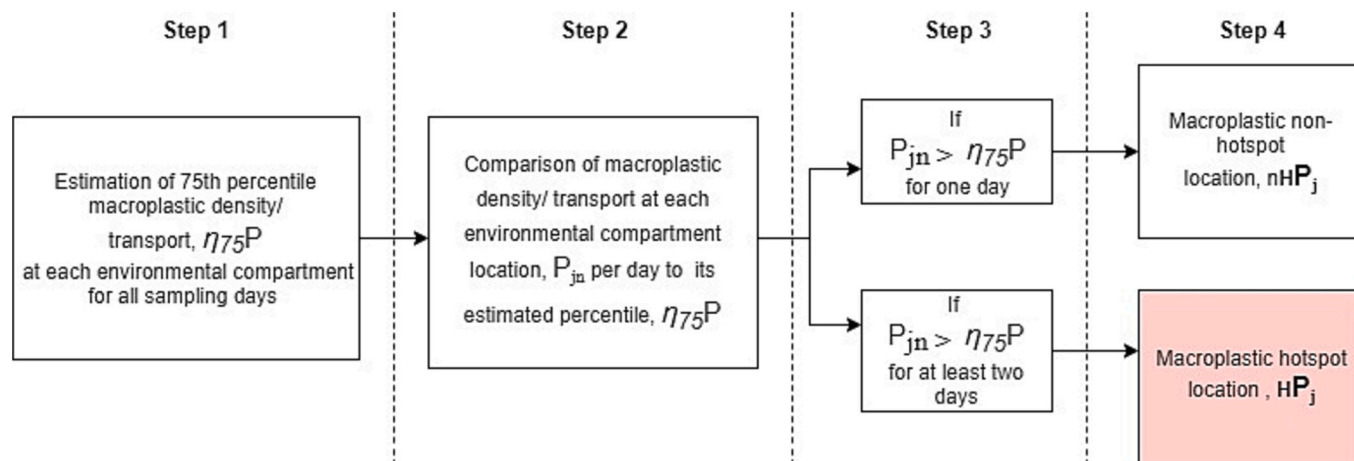 Step 1
Step 2
Step 3
Step 4
Estimation of 75th percentile
macroplastic density/
transport, η75P
at each environmental compartment
for all sampling days
Comparison of macroplastic
density/ transport at each
environmental compartment
location, Pjn per day to its
estimated percentile, η75P
If
Pjn > η75P
for one day
If
Pjn > η75P
for at least two
days
Macroplastic non-
hotspot
location, nHPj
Macroplastic hotspot
location , HPj